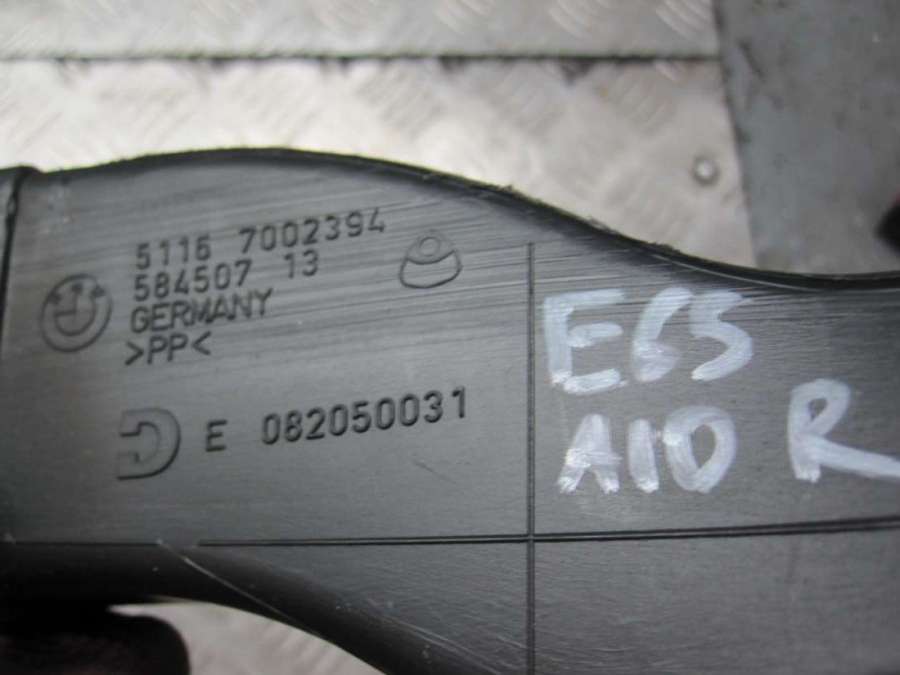 5116 7002394
584507 13
GERMANY
>PP<
E 082050031
E65
A10 R